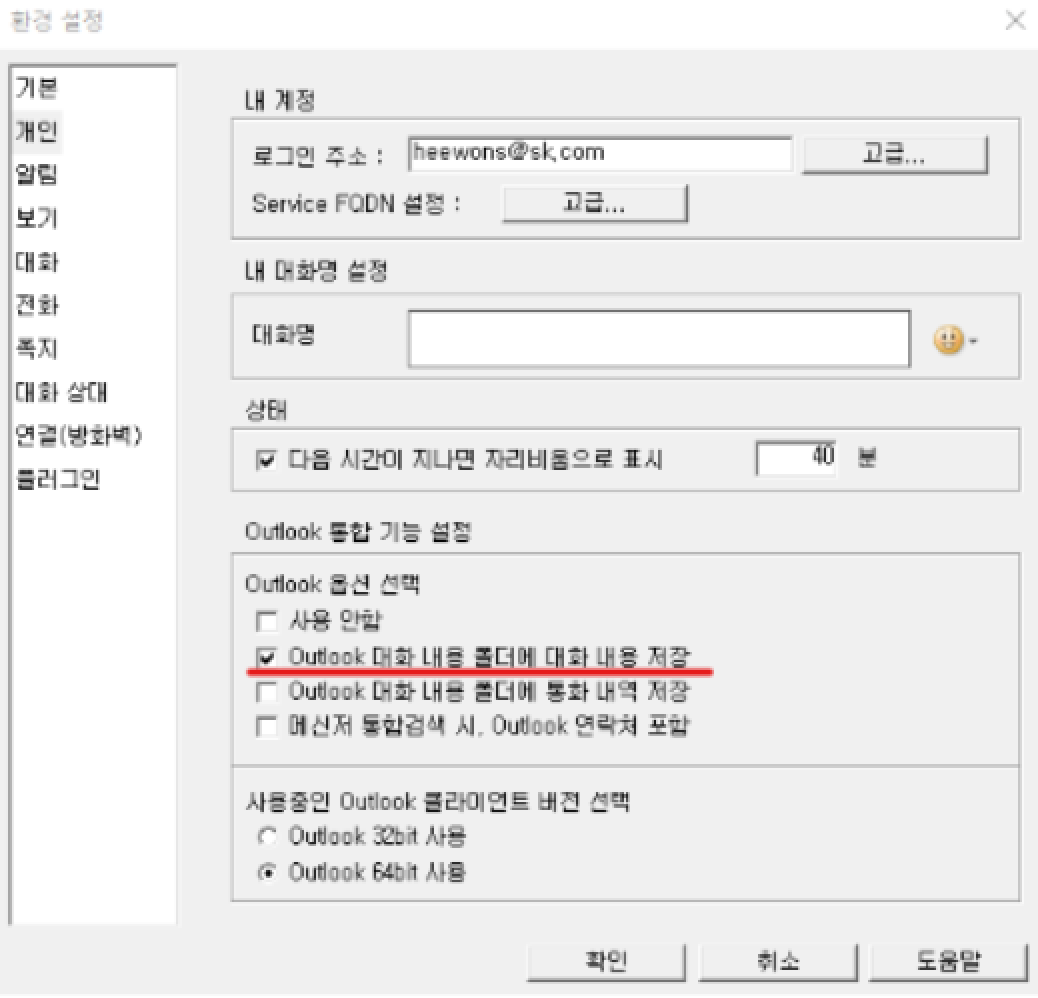 환경 설정
기본
개인
알림
보기
대화
전화
쪽지
대화 상대
연결(방화벽)
플러그인
내 계정
로그인 주소 : heewons@sk.com 고급...
Service FQDN 설정 : 고급...
내 대화명 설정
대화명
상태
다음 시간이 지나면 자리비움으로 표시 40 분
Outlook 통합 기능 설정
Outlook 옵션 선택
사용 안함
Outlook 대화 내용 폴더에 대화 내용 저장
Outlook 대화 내용 폴더에 통화 내역 저장
메신저 통합검색 시, Outlook 연락처 포함
사용중인 Outlook 클라이언트 버전 선택
Outlook 32bit 사용
Outlook 64bit 사용
확인 취소 도움말